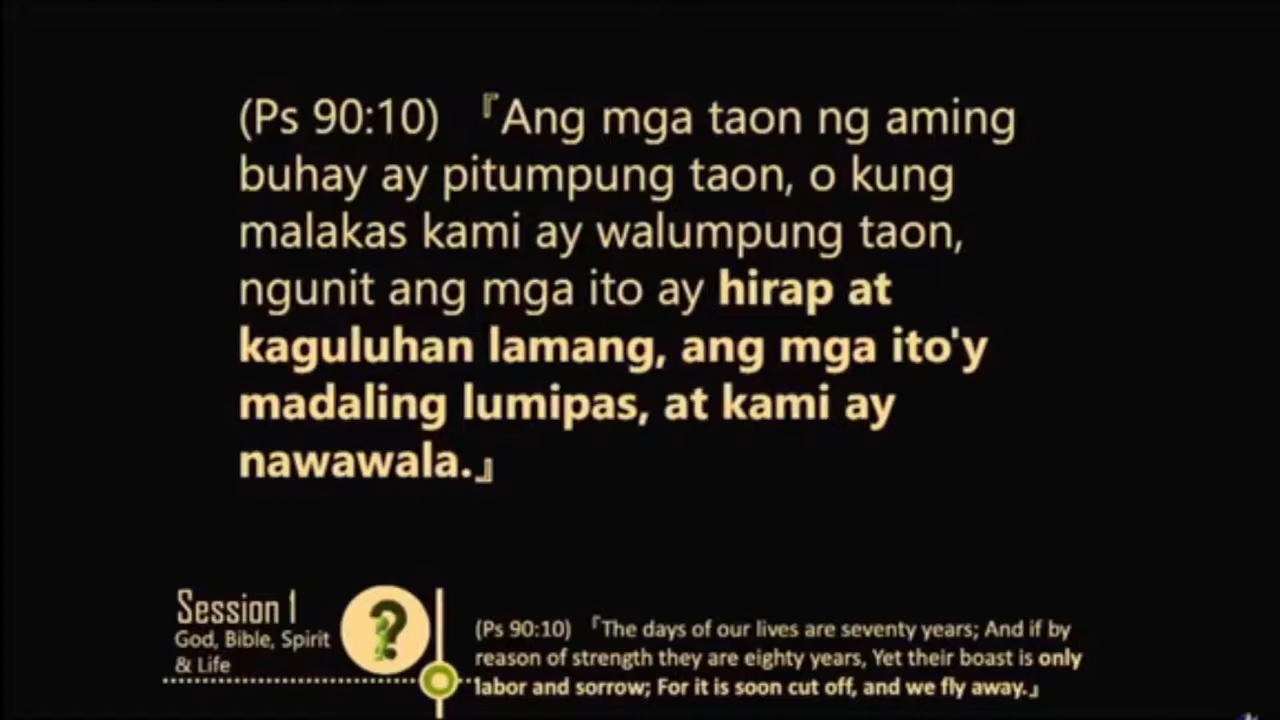 (Ps 90:10) 『Ang mga taon ng aming
buhay ay pitumpung taon, o kung
malakas kami ay walumpung taon,
ngunit ang mga ito ay hirap at
kaguluhan lamang, ang mga ito'y
madaling lumipas, at kami ay
nawawala.』
Session 1
God, Bible, Spirit
& Life
?
(Ps 90:10) 『The days of our lives are seventy years; And if by
reason of strength they are eighty years, Yet their boast is only
labor and sorrow; For it is soon cut off, and we fly away.』